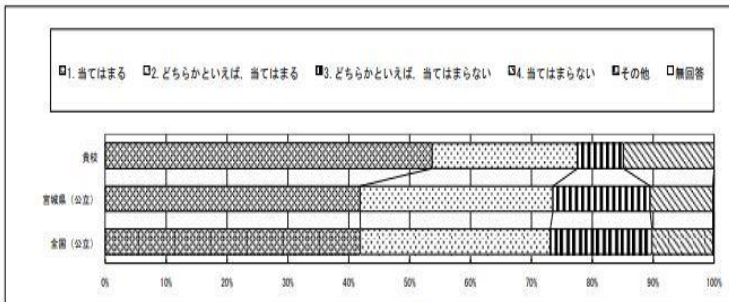 1. 当てはまる 2. どちらかといえば，当てはまる 3. どちらかといえば，当てはまらない 4. 当てはまらない その他 無回答
貴校
宮城県（公立）
全国（公立）
0% 10% 20% 30% 40% 50% 60% 70% 80% 90% 100%